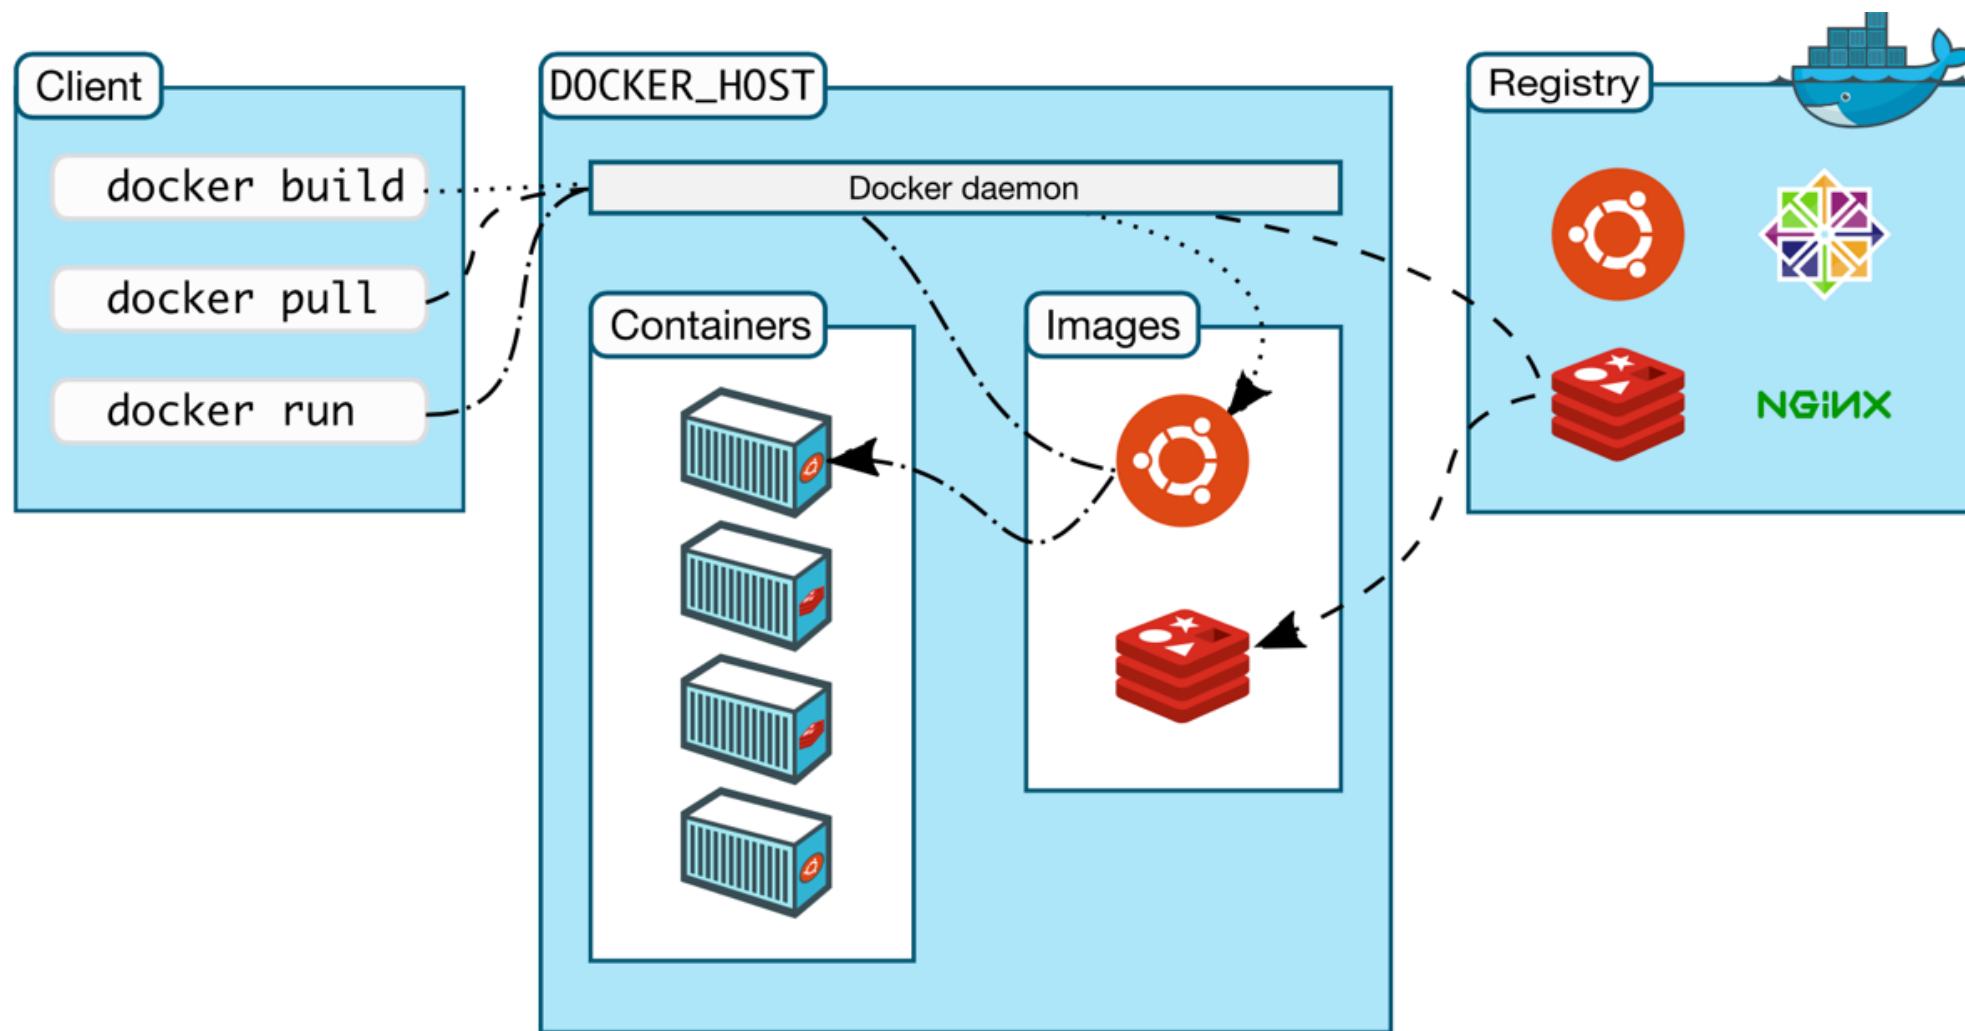 Client
docker build
docker pull
docker run
DOCKER_HOST
Docker daemon
Containers
Images
Registry
NGiNX